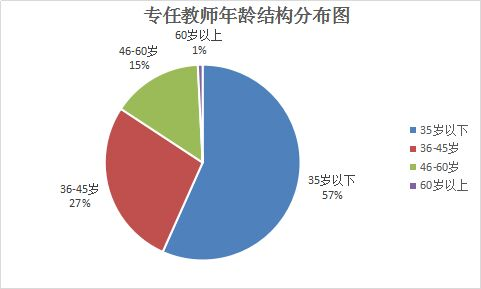 专任教师年龄结构分布图
60岁以上
1%
46-60岁
15%
36-45岁
27%
35岁以下
57%
35岁以下
36-45岁
46-60岁
60岁以上